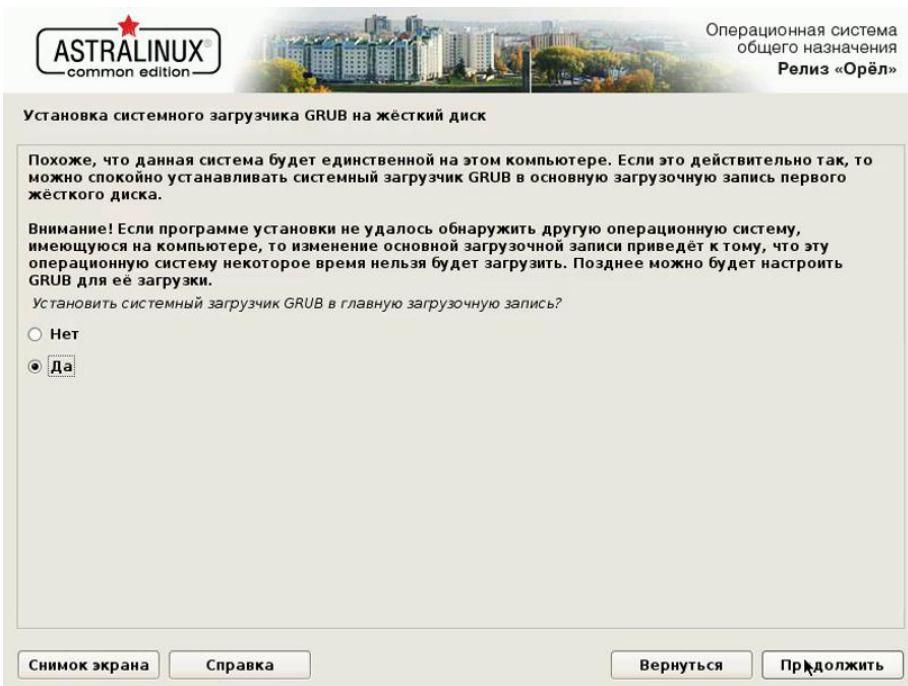 ASTRALINUX®
common edition
Операционная система
общего назначения
Релиз «Орёл»
Установка системного загрузчика GRUB на жёсткий диск
Похоже, что данная система будет единственной на этом компьютере. Если это действительно так, то
можно спокойно устанавливать системный загрузчик GRUB в основную загрузочную запись первого
жёсткого диска.
Внимание! Если программе установки не удалось обнаружить другую операционную систему,
имеющуюся на компьютере, то изменение основной загрузочной записи приведёт к тому, что эту
операционную систему некоторое время нельзя будет загрузить. Позднее можно будет настроить
GRUB для её загрузки.
Установить системный загрузчик GRUB в главную загрузочную запись?
Нет
Да
Снимок экрана
Справка
Вернуться
Продолжить